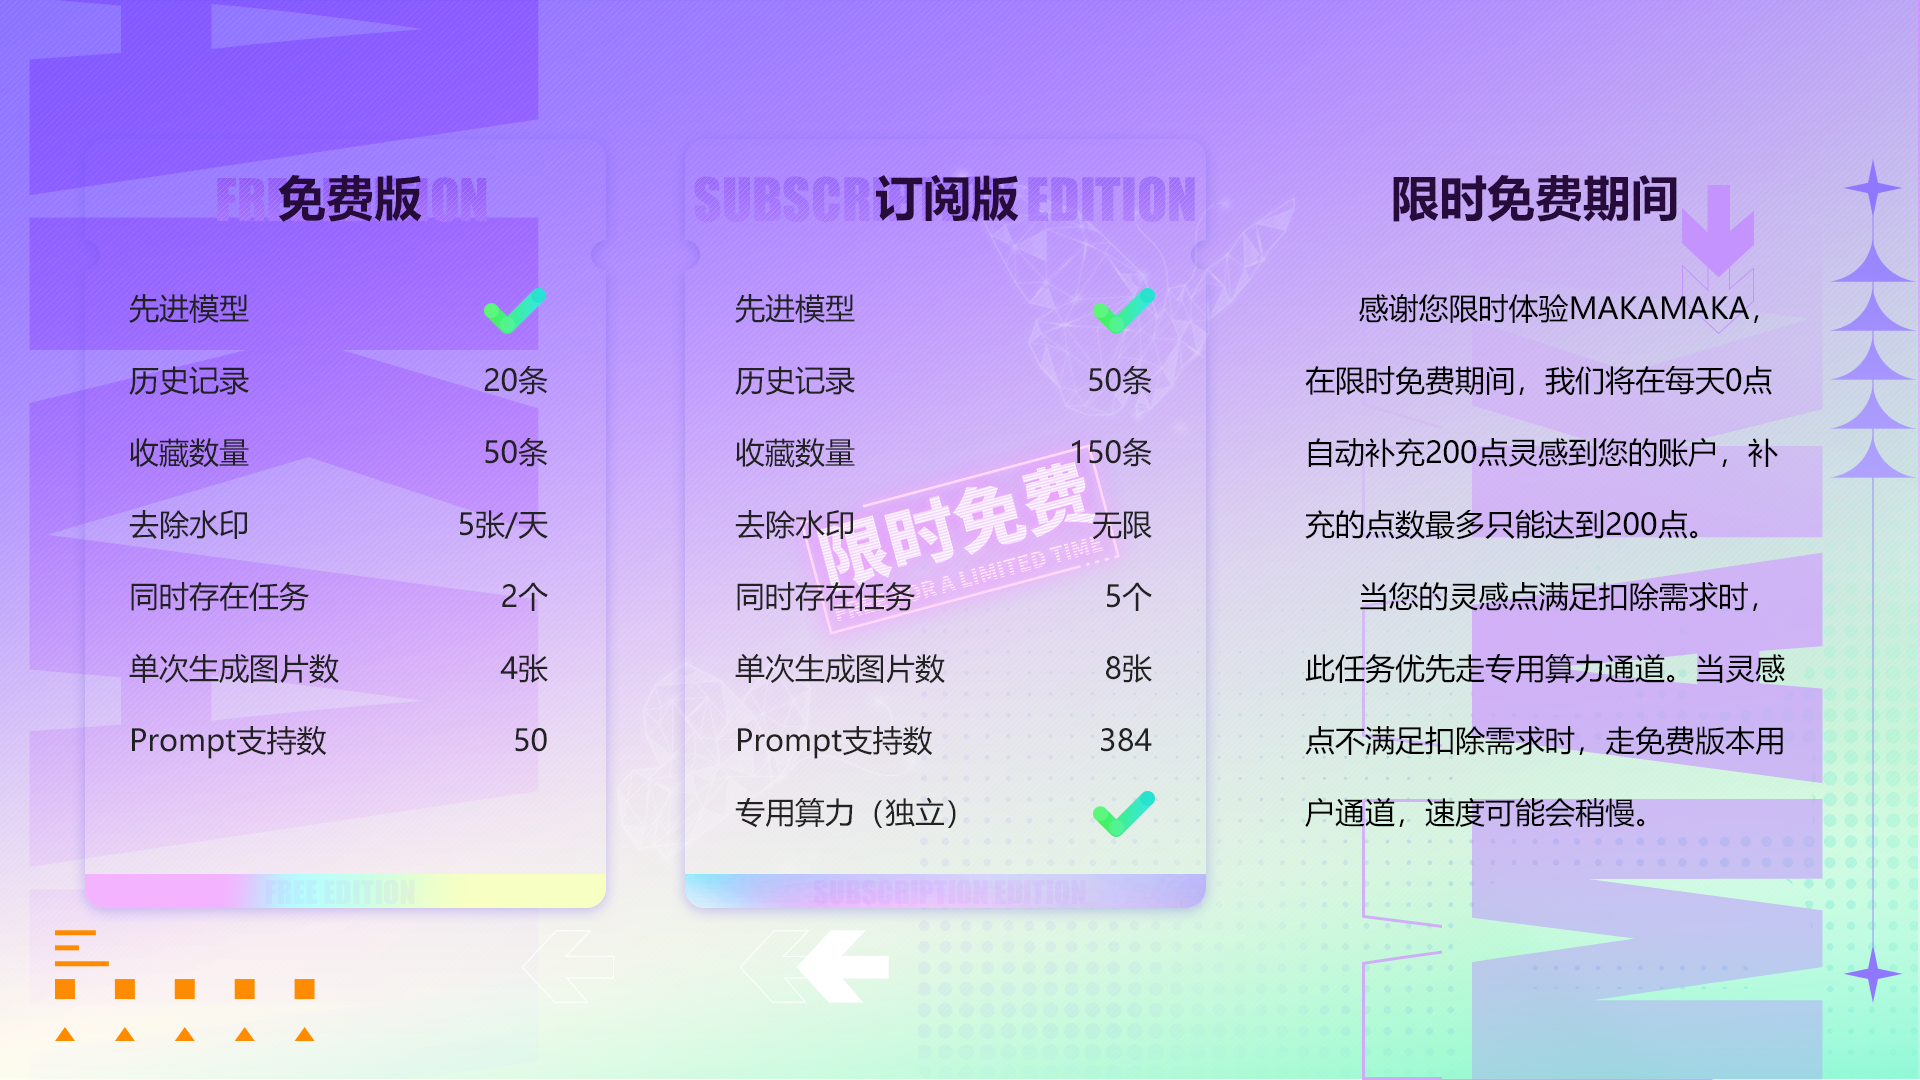 免费版
先进模型
历史记录 20条
收藏数量 50条
去除水印 5张/天
同时存在任务 2个
单次生成图片数 4张
Prompt支持数 50
FREE EDITION
SUBSCRIPTION EDITION
订阅版
先进模型
历史记录 50条
收藏数量 150条
去除水印 无限
同时存在任务 5个
单次生成图片数 8张
Prompt支持数 384
专用算力（独立）
限时免费
FOR A LIMITED TIME
SUBSCRIPTION EDITION
限时免费期间
感谢您限时体验MAKAMAKA，
在限时免费期间，我们将在每天0点
自动补充200点灵感到您的账户，补
充的点数最多只能达到200点。
当您的灵感点满足扣除需求时，
此任务优先走专用算力通道。当灵感
点不满足扣除需求时，走免费版本用
户通道，速度可能会稍慢。